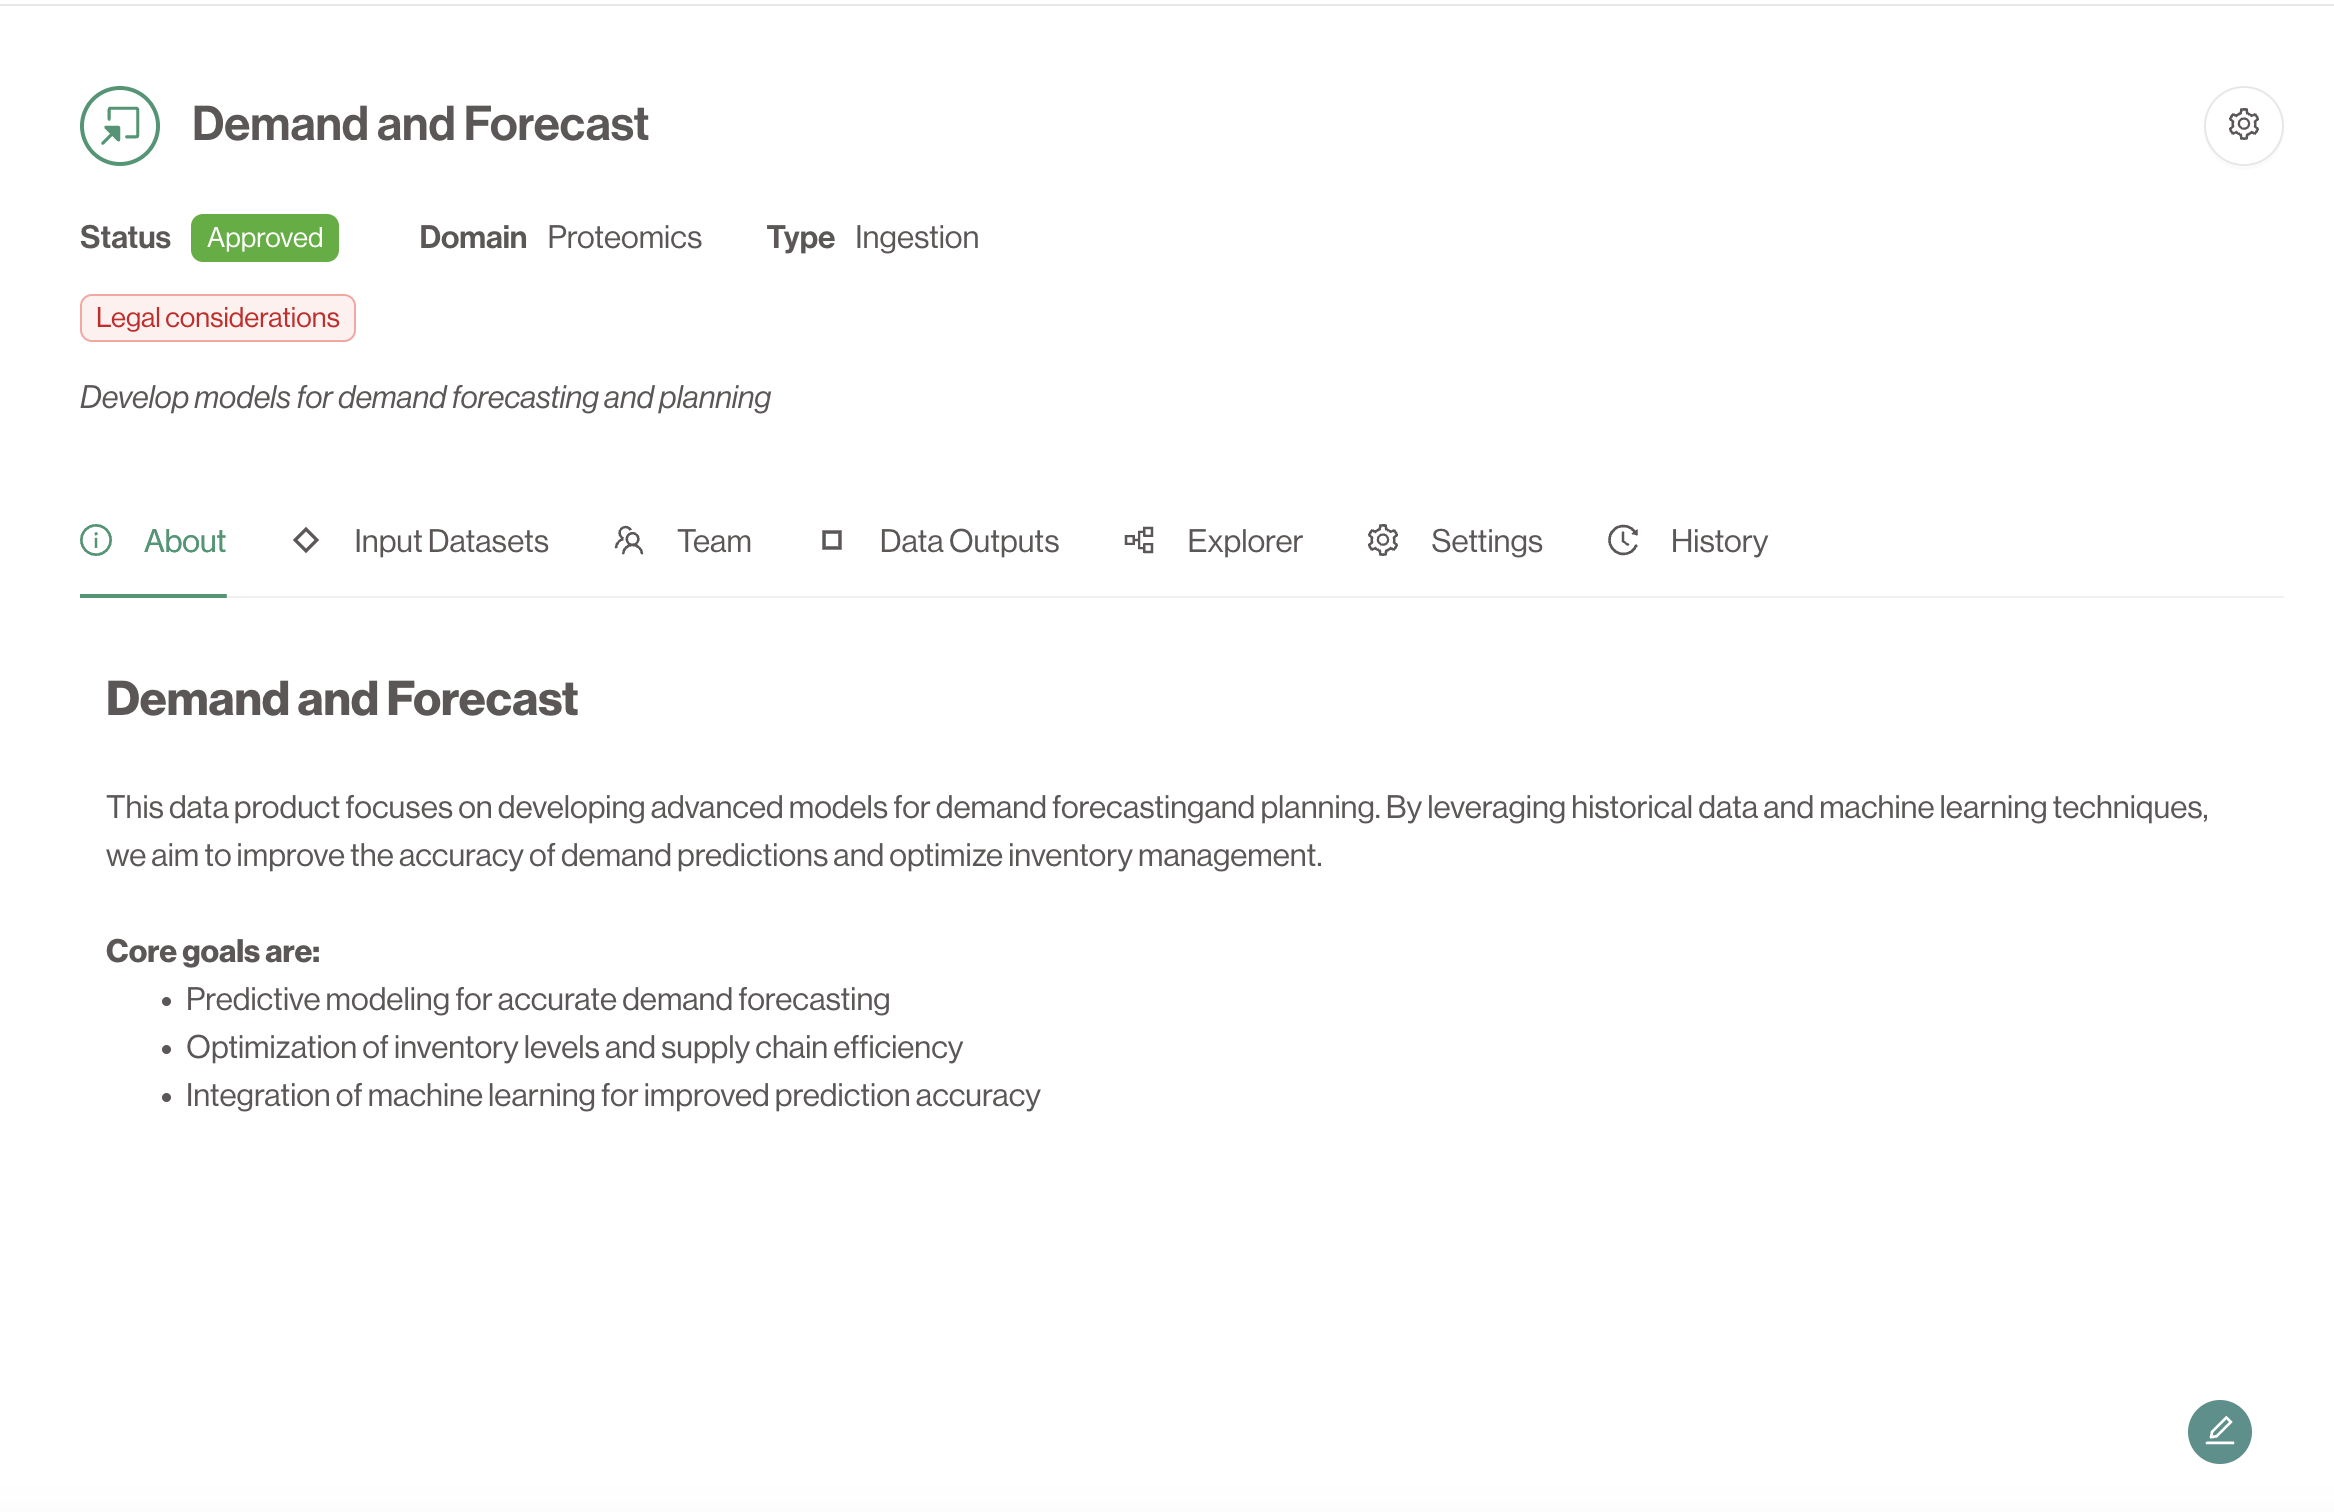 Demand and Forecast
Status Approved Domain Proteomics Type Ingestion
Legal considerations
Develop models for demand forecasting and planning
About Input Datasets Team Data Outputs Explorer Settings History
Demand and Forecast
This data product focuses on developing advanced models for demand forecastingand planning. By leveraging historical data and machine learning techniques,
we aim to improve the accuracy of demand predictions and optimize inventory management.
Core goals are:
• Predictive modeling for accurate demand forecasting
• Optimization of inventory levels and supply chain efficiency
• Integration of machine learning for improved prediction accuracy